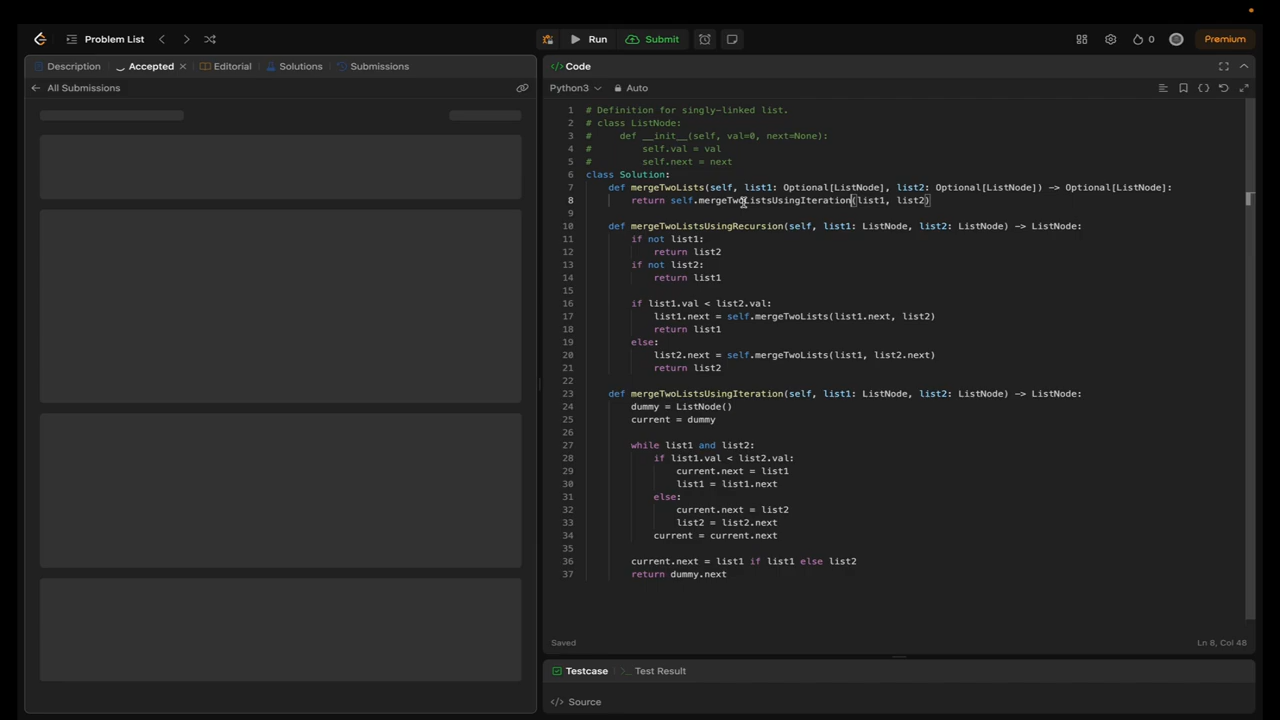 Problem List
Run
Submit
0
Premium
Description
Accepted
Editorial
Solutions
Submissions
All Submissions
</> Code
Python3
Auto
1 # Definition for singly-linked list.
2 # class ListNode:
3 #     def __init__(self, val=0, next=None):
4 #         self.val = val
5 #         self.next = next
6 class Solution:
7     def mergeTwoLists(self, list1: Optional[ListNode], list2: Optional[ListNode]) -> Optional[ListNode]:
8         return self.mergeTwoListsUsingIteration(list1, list2)
9
10     def mergeTwoListsUsingRecursion(self, list1: ListNode, list2: ListNode) -> ListNode:
11         if not list1:
12             return list2
13         if not list2:
14             return list1
15
16         if list1.val < list2.val:
17             list1.next = self.mergeTwoLists(list1.next, list2)
18             return list1
19         else:
20             list2.next = self.mergeTwoLists(list1, list2.next)
21             return list2
22
23     def mergeTwoListsUsingIteration(self, list1: ListNode, list2: ListNode) -> ListNode:
24         dummy = ListNode()
25         current = dummy
26
27         while list1 and list2:
28             if list1.val < list2.val:
29                 current.next = list1
30                 list1 = list1.next
31             else:
32                 current.next = list2
33                 list2 = list2.next
34             current = current.next
35
36         current.next = list1 if list1 else list2
37         return dummy.next
Saved
Ln 8, Col 48
Testcase
>_ Test Result
</> Source